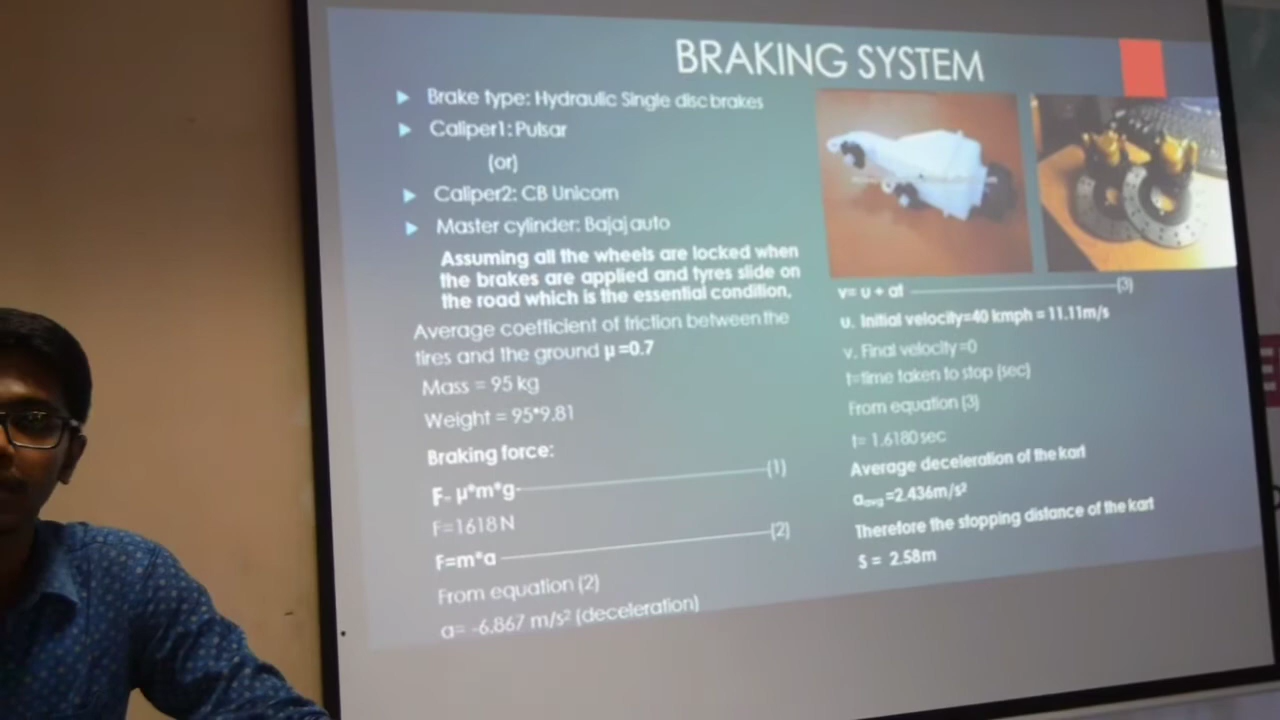 BRAKING SYSTEM
Brake type: Hydraulic Single disc brakes
Caliper1: Pulsar
(or)
Caliper2: CB Unicorn
Master cylinder: Bajaj auto
Assuming all the wheels are locked when
the brakes are applied and tyres slide on
the road which is the essential condition.
Average coefficient of friction between the
tires and the ground μ =0.7
Mass = 95 kg
Weight = 95*9.81
Braking force:
F- μ*m*g-(1)
F=1618 N
F=m*a (2)
From equation (2)
a= -6.867 m/s² (deceleration)
v= u + at (3)
u. Initial velocity=40 kmph = 11.11m/s
v. Final velocity =0
t=time taken to stop (sec)
From equation (3)
t= 1.6180 sec
Average deceleration of the kart
aavg =2.436m/s²
Therefore the stopping distance of the kart
S = 2.58m